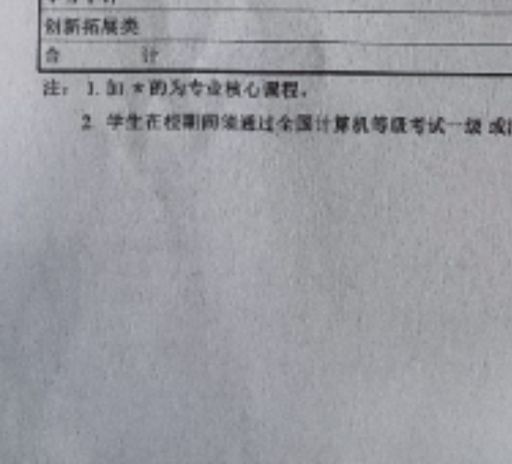 创新拓展类
合 计
注： 1. 加 * 的为专业核心课程。
2. 学生在校期间须通过全国计算机等级考试一级 或